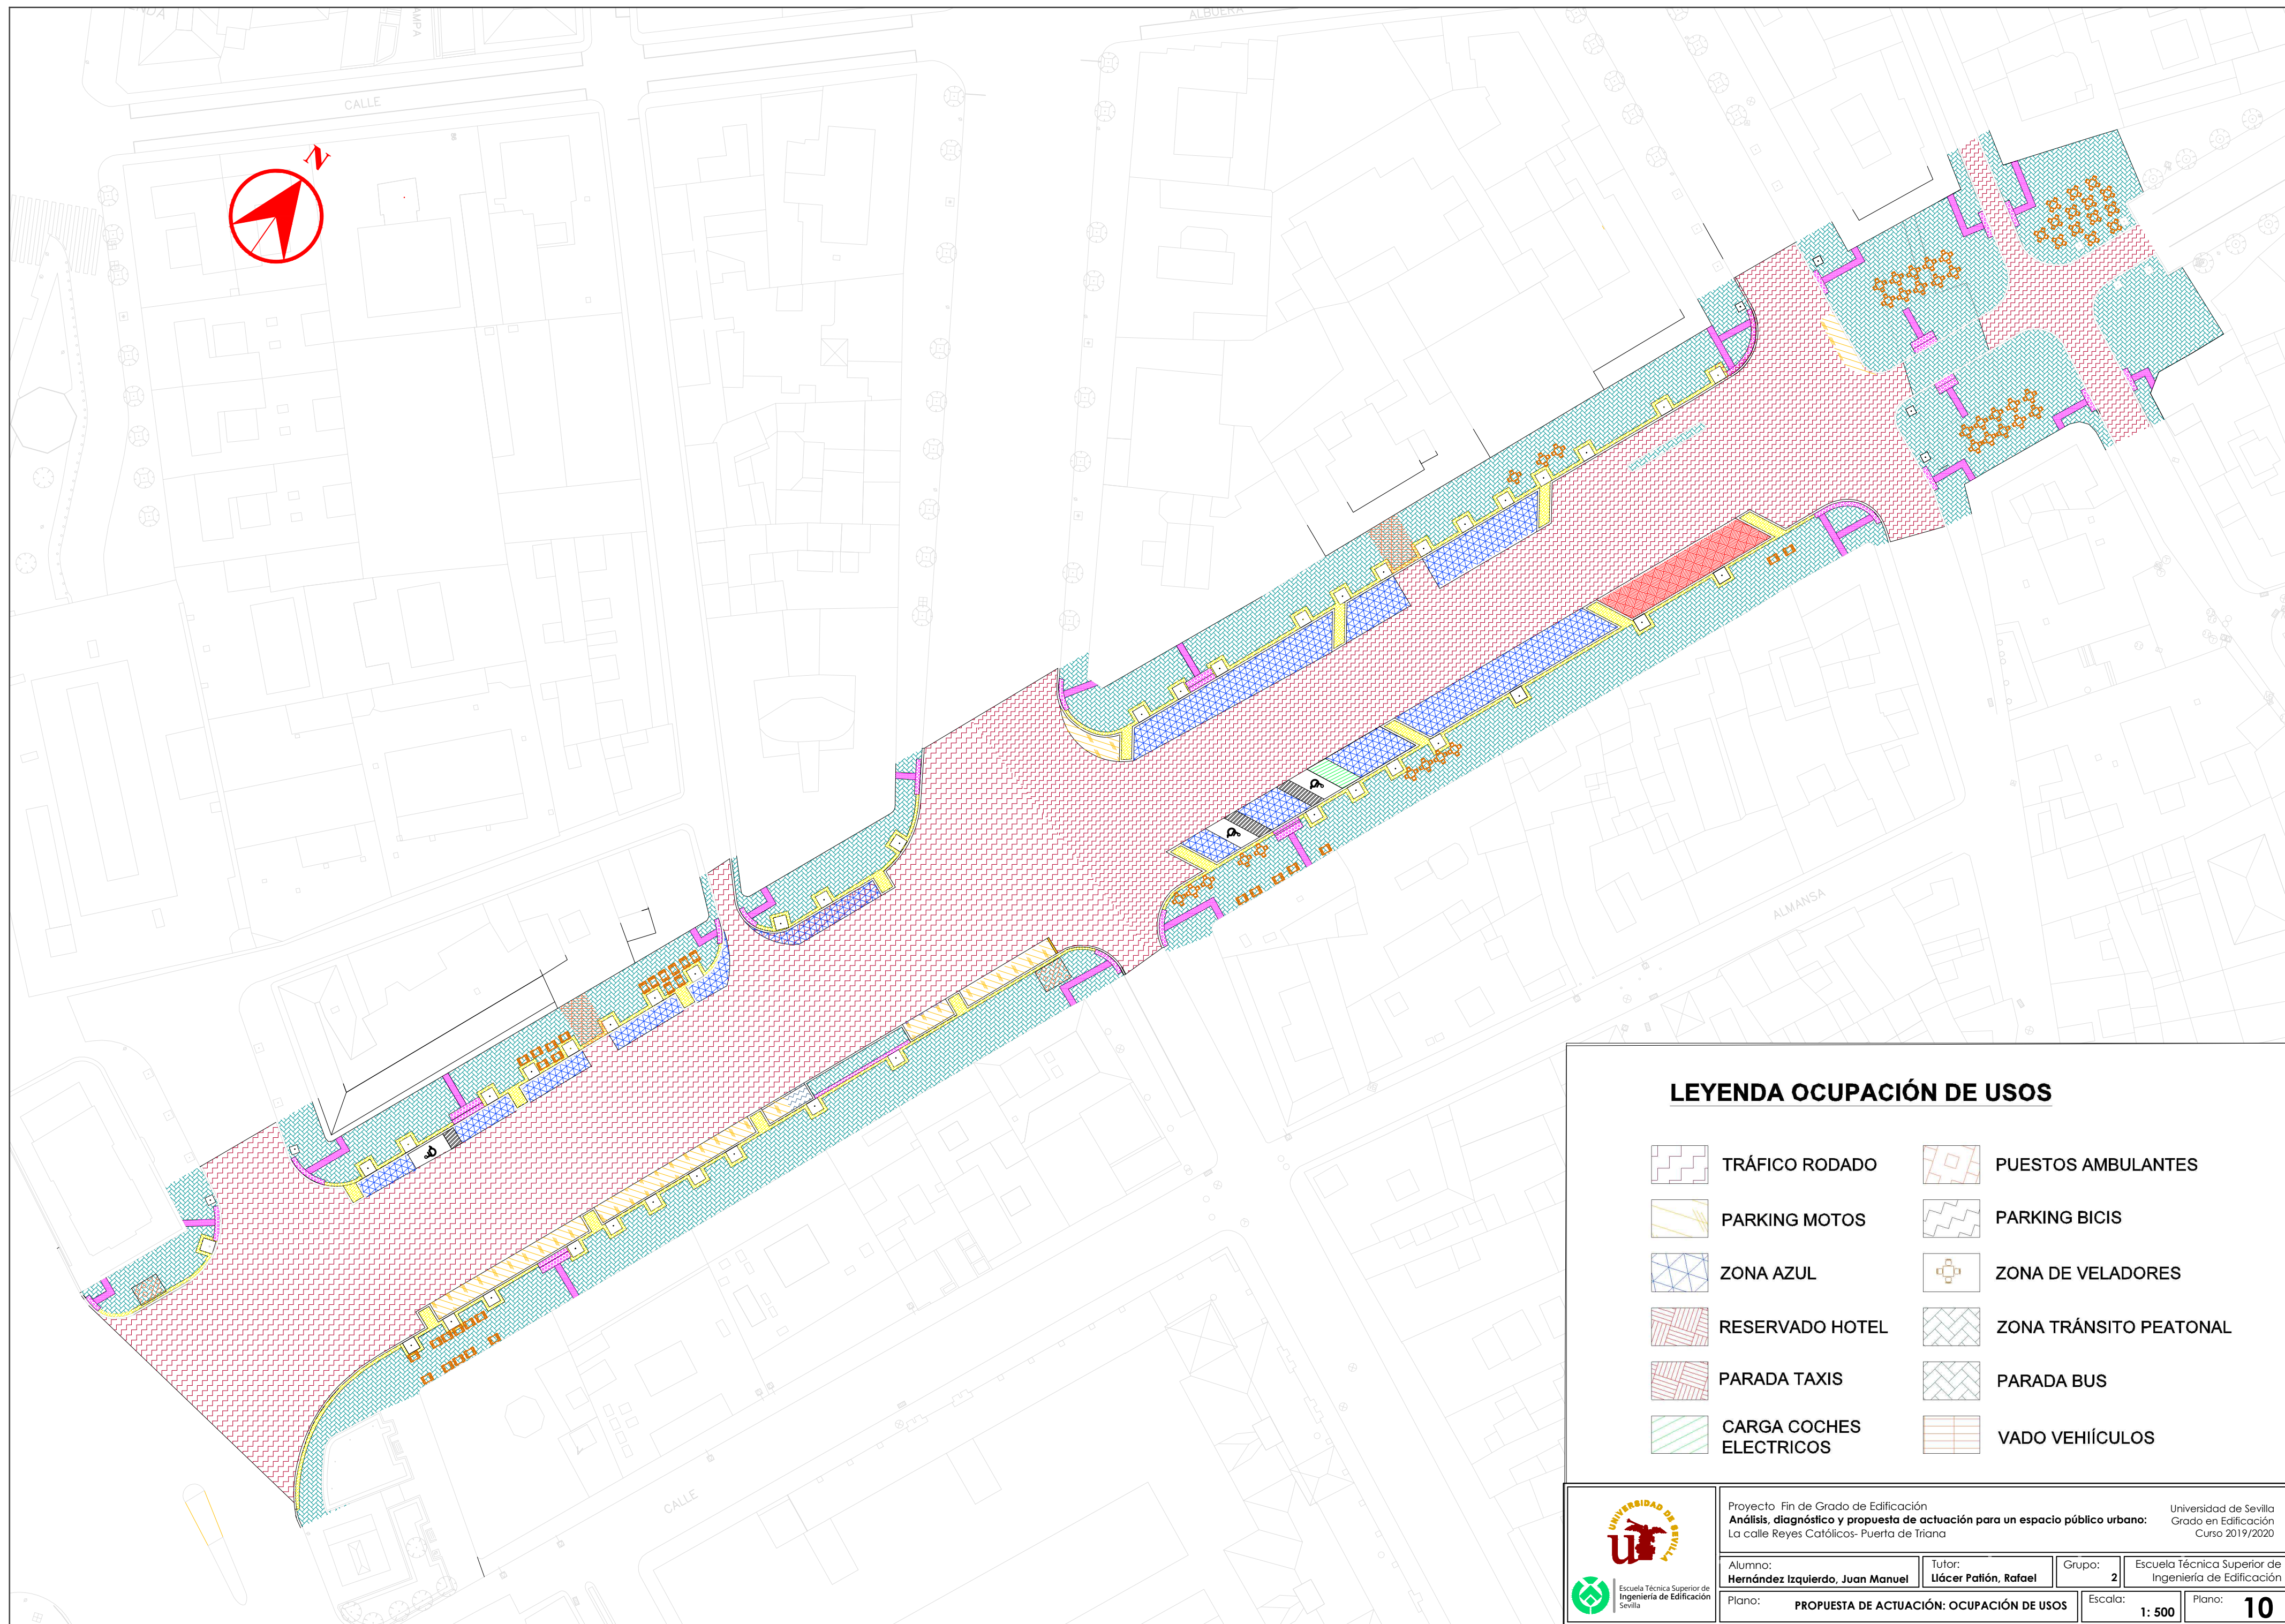 ALBUERA
CALLE
N
ALMANSA
CALLE
LEYENDA OCUPACIÓN DE USOS
TRÁFICO RODADO
PARKING MOTOS
ZONA AZUL
RESERVADO HOTEL
PARADA TAXIS
CARGA COCHES
ELECTRICOS
PUESTOS AMBULANTES
PARKING BICIS
ZONA DE VELADORES
ZONA TRÁNSITO PEATONAL
PARADA BUS
VADO VEHIÍCULOS
UNIVERSIDAD DE SEVILLA
Escuela Técnica Superior de
Ingeniería de Edificación
Sevilla
Proyecto Fin de Grado de Edificación
Análisis, diagnóstico y propuesta de actuación para un espacio público urbano:
La calle Reyes Católicos- Puerta de Triana
Universidad de Sevilla
Grado en Edificación
Curso 2019/2020
Alumno:
Hernández Izquierdo, Juan Manuel
Tutor:
Llácer Patión, Rafael
Grupo:
2
Escuela Técnica Superior de
Ingeniería de Edificación
Plano:
PROPUESTA DE ACTUACIÓN: OCUPACIÓN DE USOS
Escala:
1: 500
Plano:
10